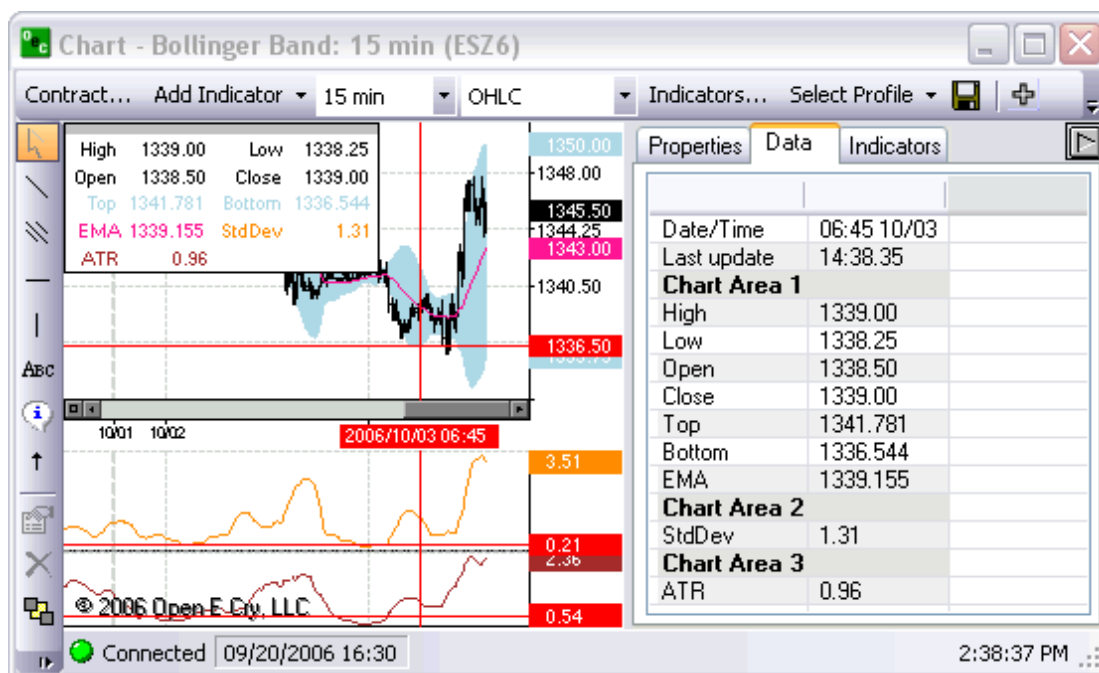 OEC Chart - Bollinger Band: 15 min (ESZ6)
Contract... Add Indicator 15 min OHLC Indicators... Select Profile
High 1339.00 Low 1338.25
Open 1338.50 Close 1339.00
Top 1341.781 Bottom 1336.544
EMA 1339.155 StdDev 1.31
ATR 0.96
1350.00
1348.00
1345.50
1344.25
1343.00
1340.50
1336.50
ABC
10/01 10/02 2006/10/03 06:45
3.51
0.21
2.36
0.54
© 2006 Open E Cry, LLC
Properties Data Indicators
Date/Time 06:45 10/03
Last update 14:38.35
Chart Area 1
High 1339.00
Low 1338.25
Open 1338.50
Close 1339.00
Top 1341.781
Bottom 1336.544
EMA 1339.155
Chart Area 2
StdDev 1.31
Chart Area 3
ATR 0.96
Connected 09/20/2006 16:30 2:38:37 PM